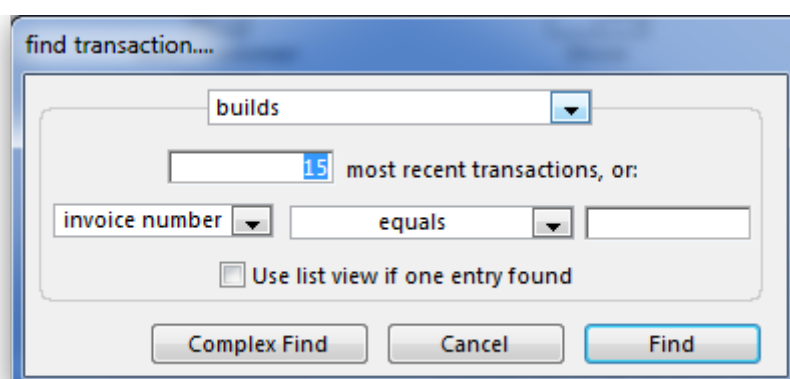 find transaction....
builds
15 most recent transactions, or:
invoice number equals
Use list view if one entry found
Complex Find Cancel Find